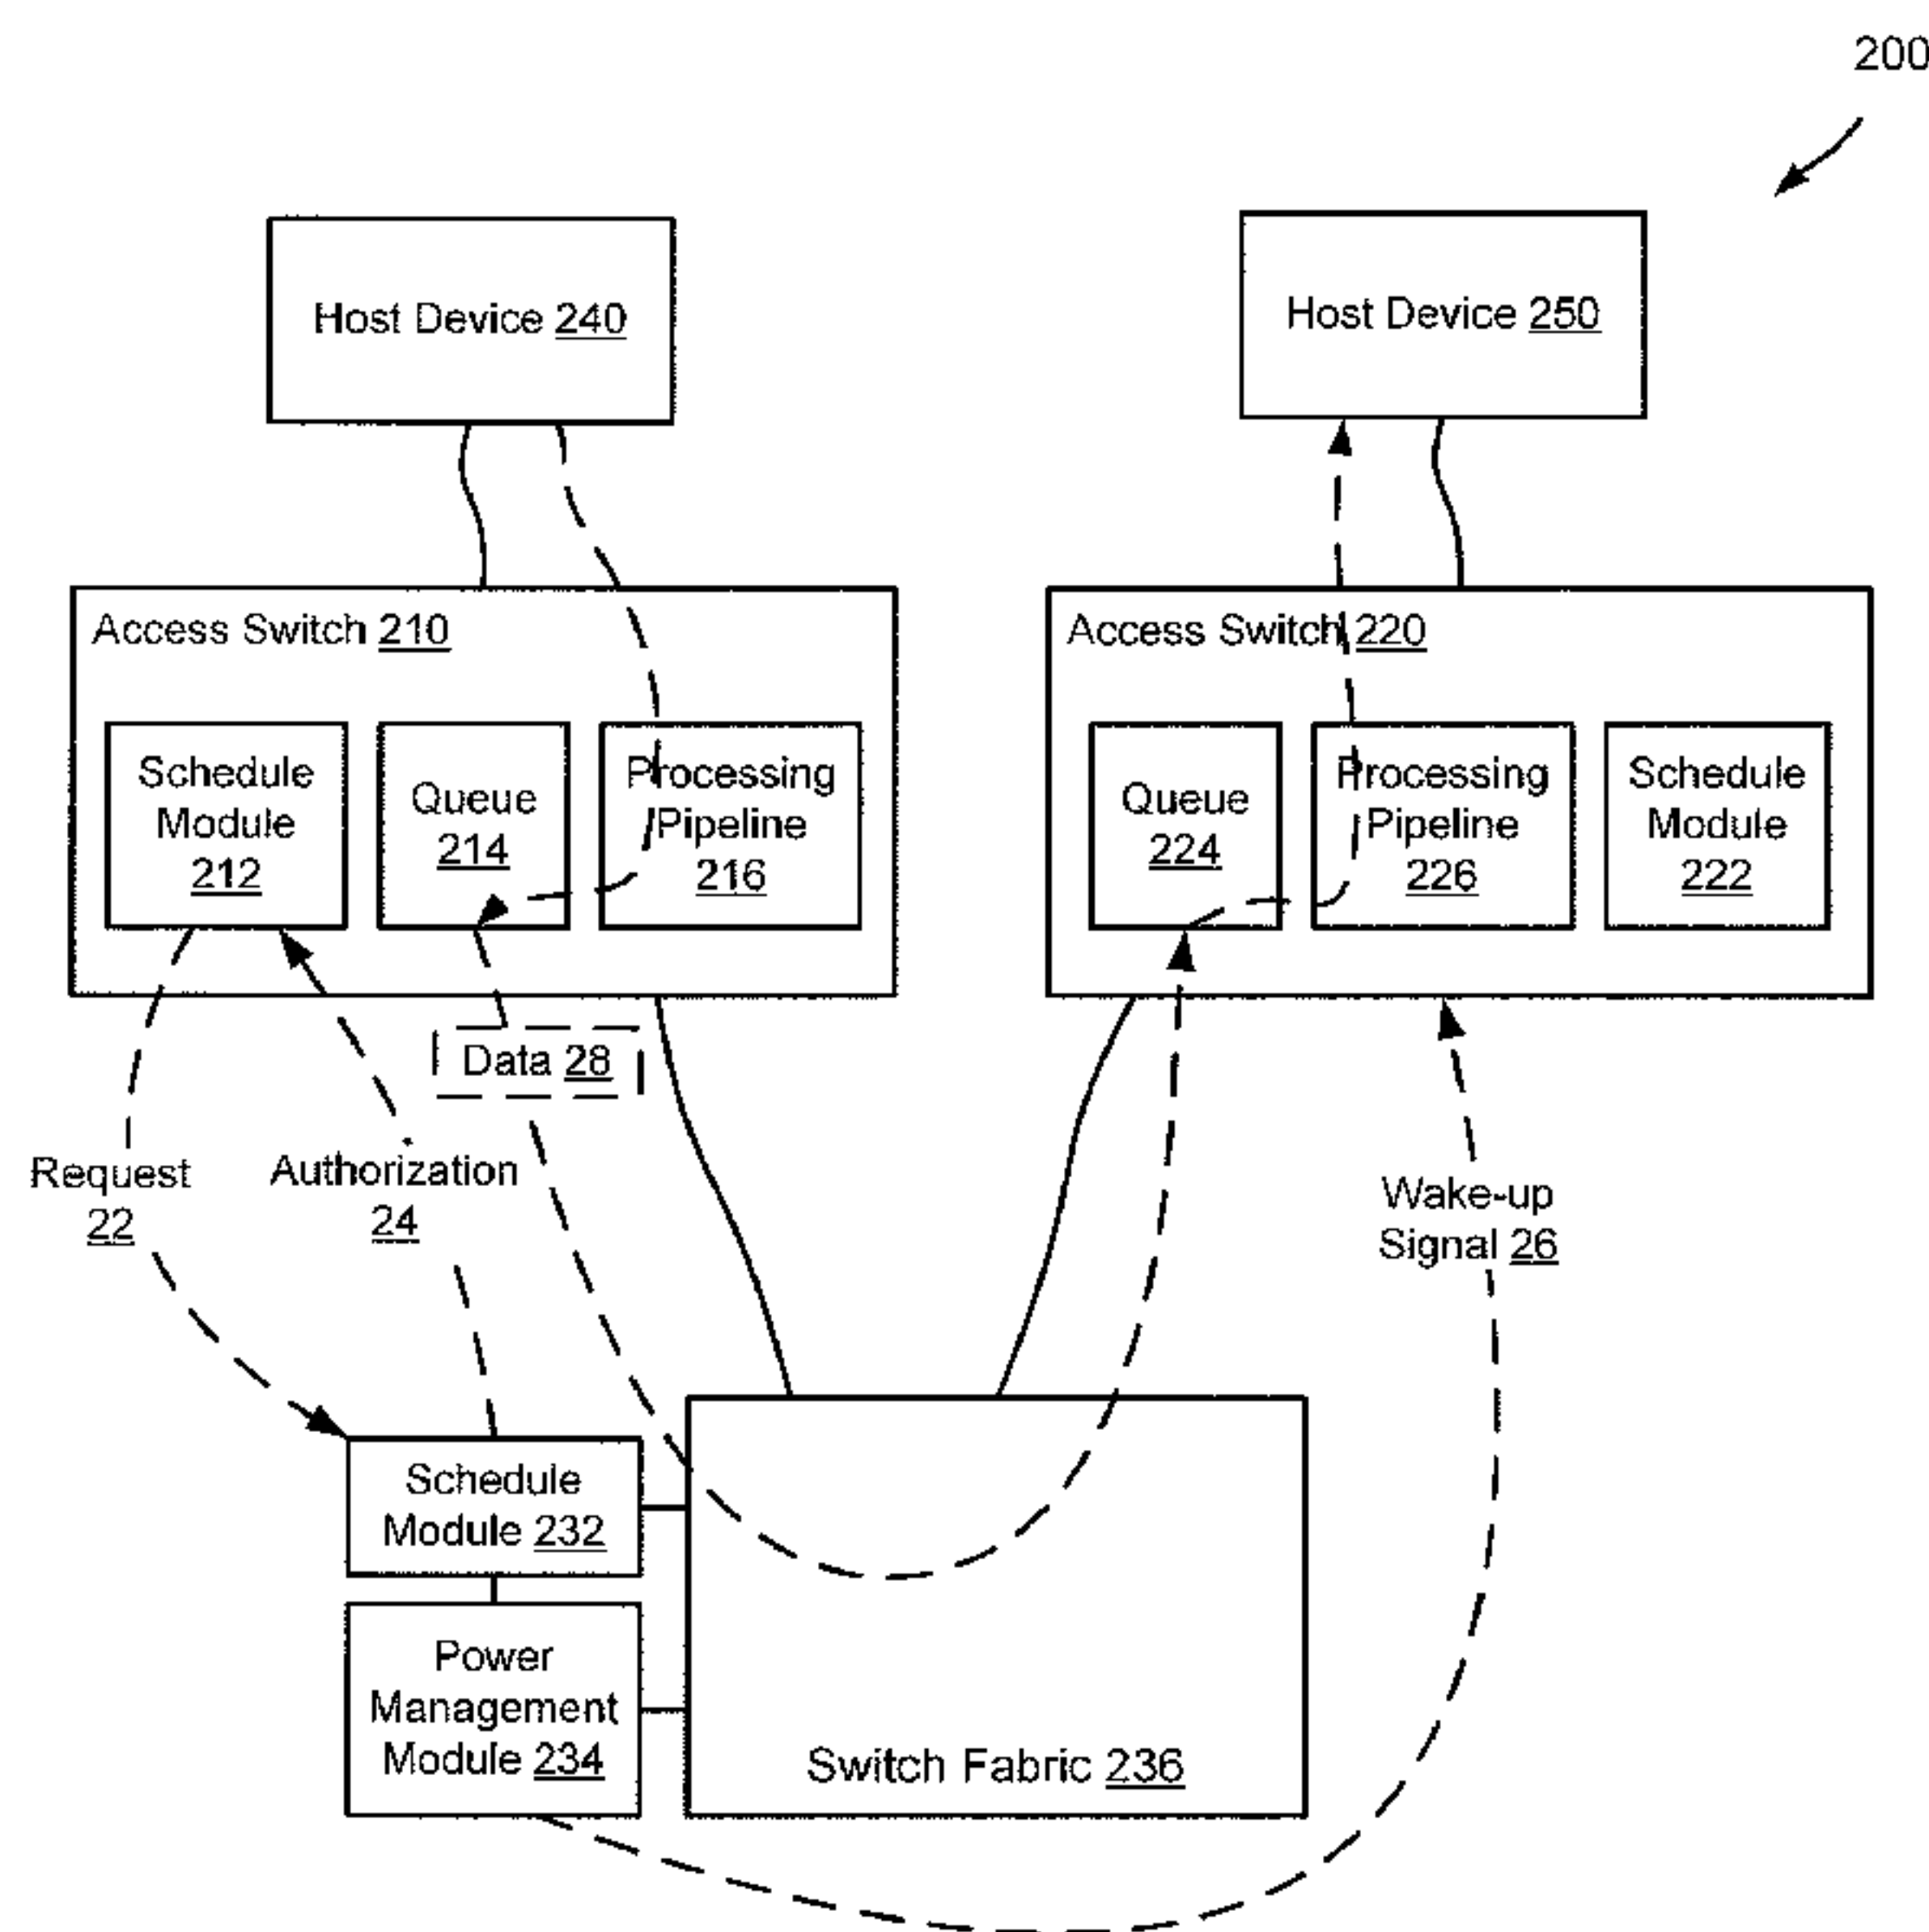 200
Host Device 240
Host Device 250
Access Switch 210
Access Switch 220
Schedule
Module
212
Queue
214
Processing
Pipeline
216
Queue
224
Processing
Pipeline
226
Schedule
Module
222
Data 28
Request
22
Authorization
24
Wake-up
Signal 26
Schedule
Module 232
Power
Management
Module 234
Switch Fabric 236